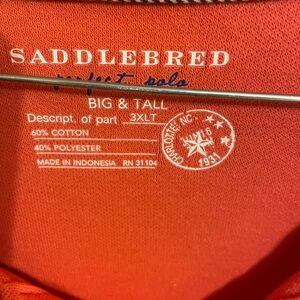 SADDLEBRED
perfect polo
BIG & TALL
Descript. of part 3XLT
60% COTTON
40% POLYESTER
MADE IN INDONESIA RN 31104
CHARLOTTE, NC
1931